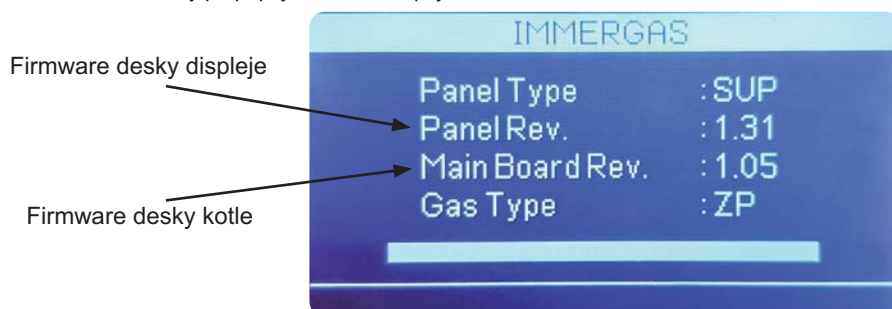 IMMERGAS
Firmware desky displeje
Panel Type :SUP
Panel Rev. :1.31
Main Board Rev. :1.05
Gas Type :ZP
Firmware desky kotle